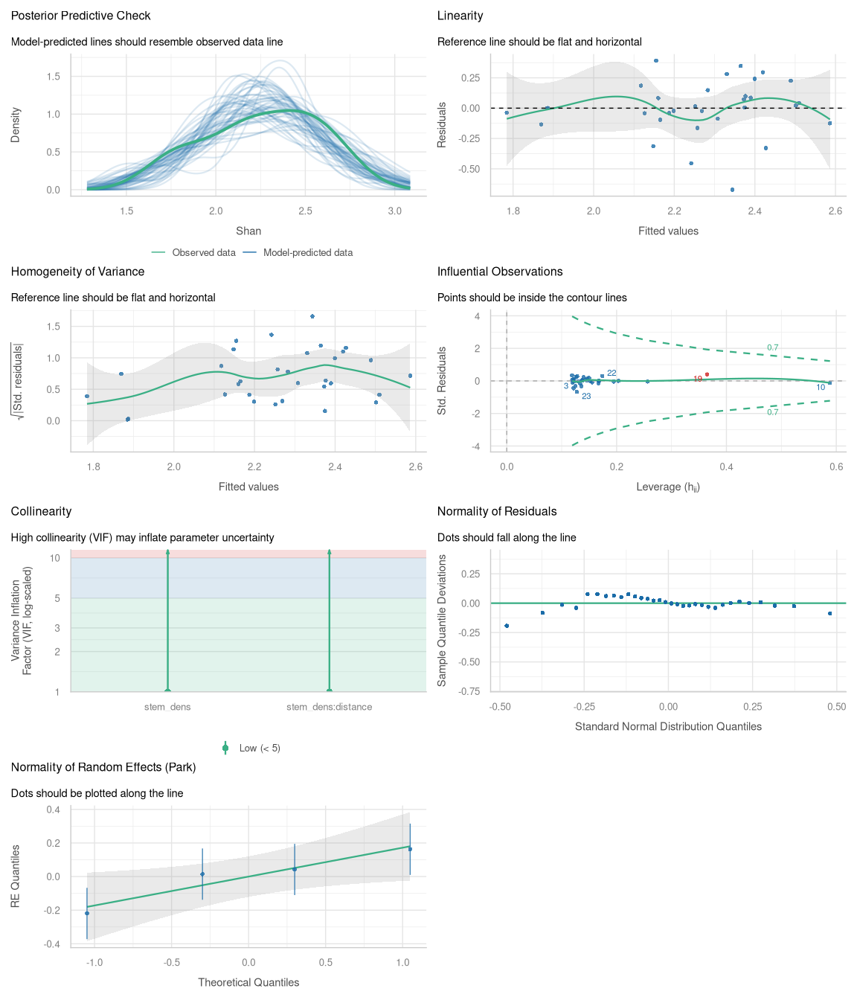 Posterior Predictive Check
Model-predicted lines should resemble observed data line
Density
1.5
1.0
0.5
0.0
1.5
2.0
2.5
3.0
Shan
Observed data
Model-predicted data
Linearity
Reference line should be flat and horizontal
Residuals
0.25
0.00
-0.25
-0.50
1.8
2.0
2.2
2.4
2.6
Fitted values
Homogeneity of Variance
Reference line should be flat and horizontal
√|Std. residuals|
1.5
1.0
0.5
0.0
1.8
2.0
2.2
2.4
2.6
Fitted values
Influential Observations
Points should be inside the contour lines
Std. Residuals
4
2
0
-2
-4
0.7
22
19
3
10
23
0.7
0.0
0.2
0.4
0.6
Leverage (hii)
Collinearity
High collinearity (VIF) may inflate parameter uncertainty
Variance Inflation
Factor (VIF, log-scaled)
10
5
3
2
1
stem_dens
stem_dens:distance
Low (< 5)
Normality of Residuals
Dots should fall along the line
Sample Quantile Deviations
0.25
0.00
-0.25
-0.50
-0.75
-0.50
-0.25
0.00
0.25
0.50
Standard Normal Distribution Quantiles
Normality of Random Effects (Park)
Dots should be plotted along the line
RE Quantiles
0.4
0.2
0.0
-0.2
-0.4
-1.0
-0.5
0.0
0.5
1.0
Theoretical Quantiles